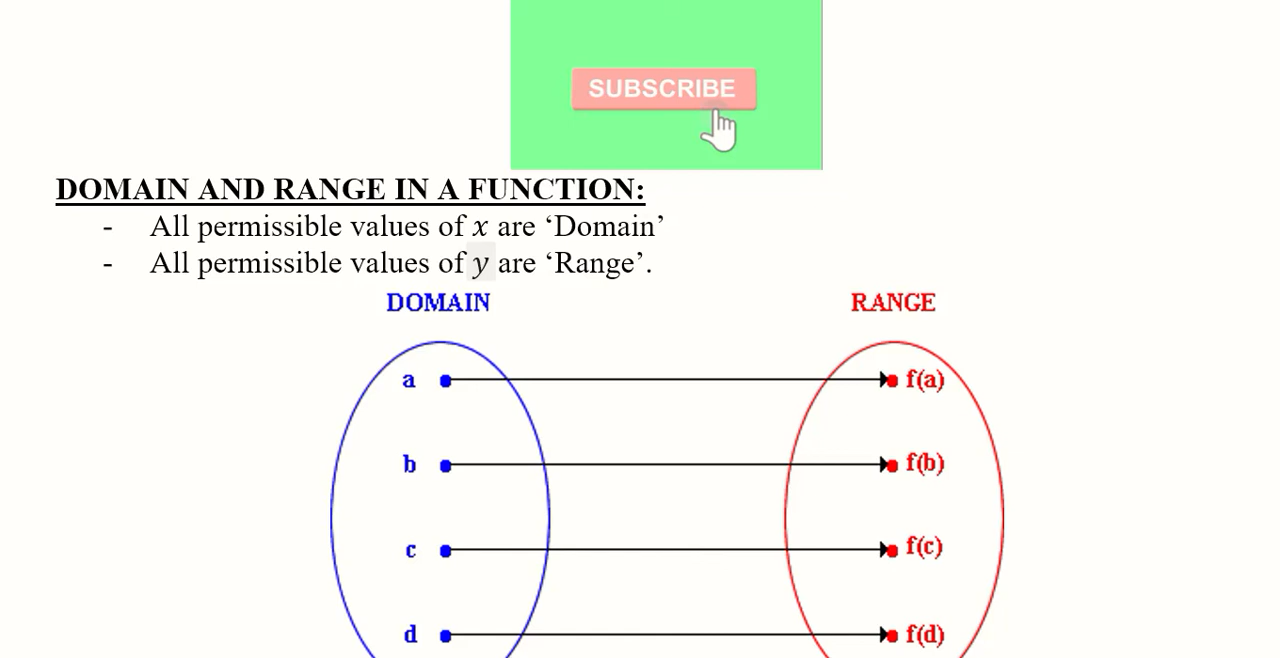 SUBSCRIBE
DOMAIN AND RANGE IN A FUNCTION:
- All permissible values of x are ‘Domain’
- All permissible values of y are ‘Range’.
DOMAIN RANGE
a f(a)
b f(b)
c f(c)
d f(d)